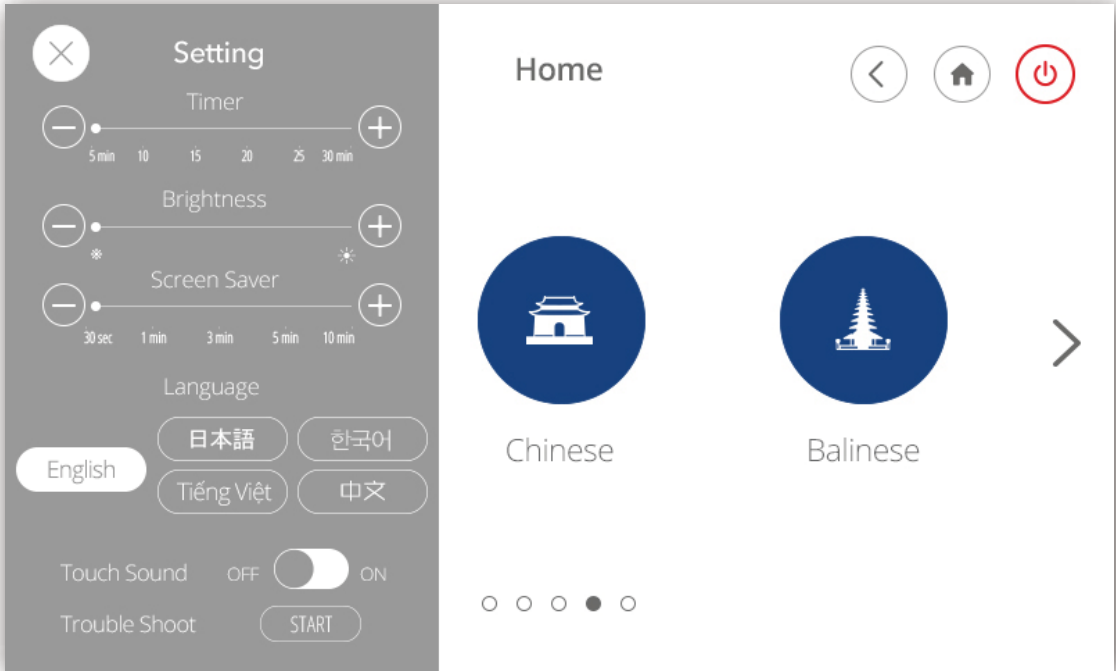 Setting
Timer
5 min 10 15 20 25 30 min
Brightness
Screen Saver
30 sec 1 min 3 min 5 min 10 min
Language
English
日本語 한국어
Tiếng Việt 中文
Touch Sound OFF ON
Trouble Shoot START
Home
Chinese Balinese